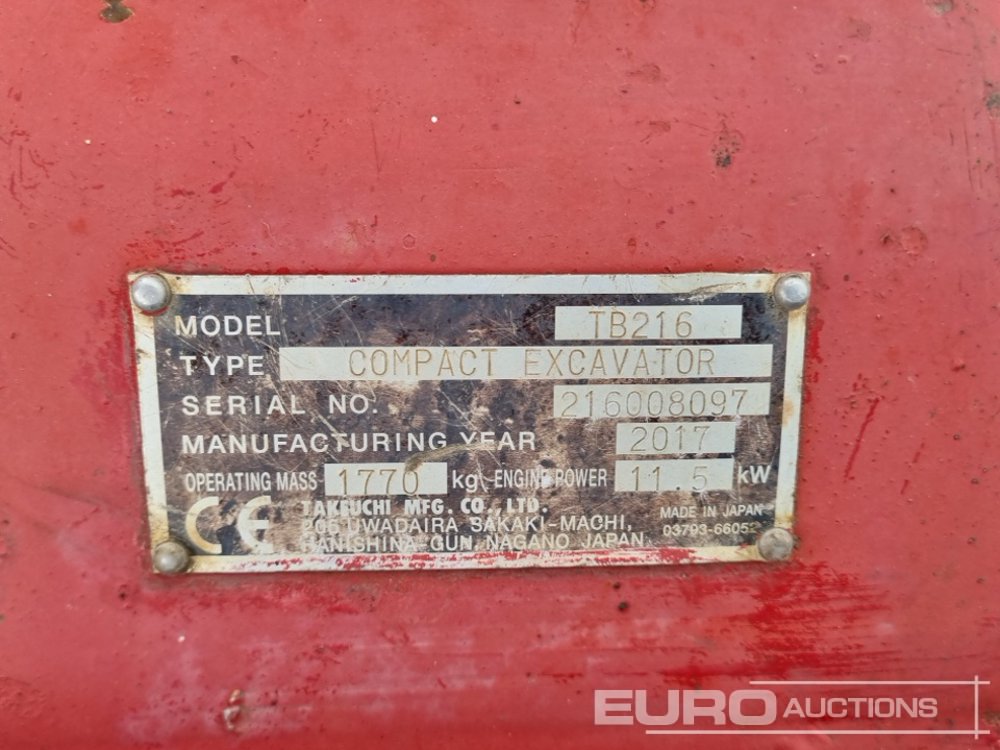 MODEL TB216
TYPE COMPACT EXCAVATOR
SERIAL NO. 216008097
MANUFACTURING YEAR 2017
OPERATING MASS 1770 kg ENGINE POWER 11.5 kW
CE TAKEUCHI MFG. CO., LTD. MADE IN JAPAN
205 UWADAIRA SAKAKI-MACHI, 03793-66052
HANISHINA-GUN, NAGANO JAPAN
EURO AUCTIONS